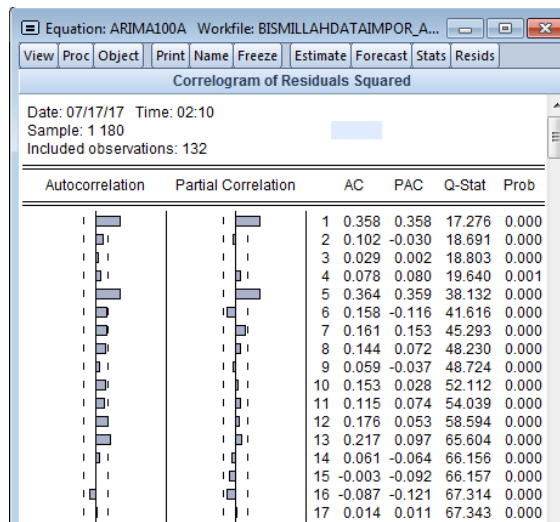 Equation: ARIMA100A Workfile: BISMILLAHDATAIMPOR_A...
View Proc Object Print Name Freeze Estimate Forecast Stats Resids
Correlogram of Residuals Squared
Date: 07/17/17 Time: 02:10
Sample: 1 180
Included observations: 132
Autocorrelation Partial Correlation AC PAC Q-Stat Prob
1 0.358 0.358 17.276 0.000
2 0.102 -0.030 18.691 0.000
3 0.029 0.002 18.803 0.000
4 0.078 0.080 19.640 0.001
5 0.364 0.359 38.132 0.000
6 0.158 -0.116 41.616 0.000
7 0.161 0.153 45.293 0.000
8 0.144 0.072 48.230 0.000
9 0.059 -0.037 48.724 0.000
10 0.153 0.028 52.112 0.000
11 0.115 0.074 54.039 0.000
12 0.176 0.053 58.594 0.000
13 0.217 0.097 65.604 0.000
14 0.061 -0.064 66.156 0.000
15 -0.003 -0.092 66.157 0.000
16 -0.087 -0.121 67.314 0.000
17 0.014 0.011 67.343 0.000